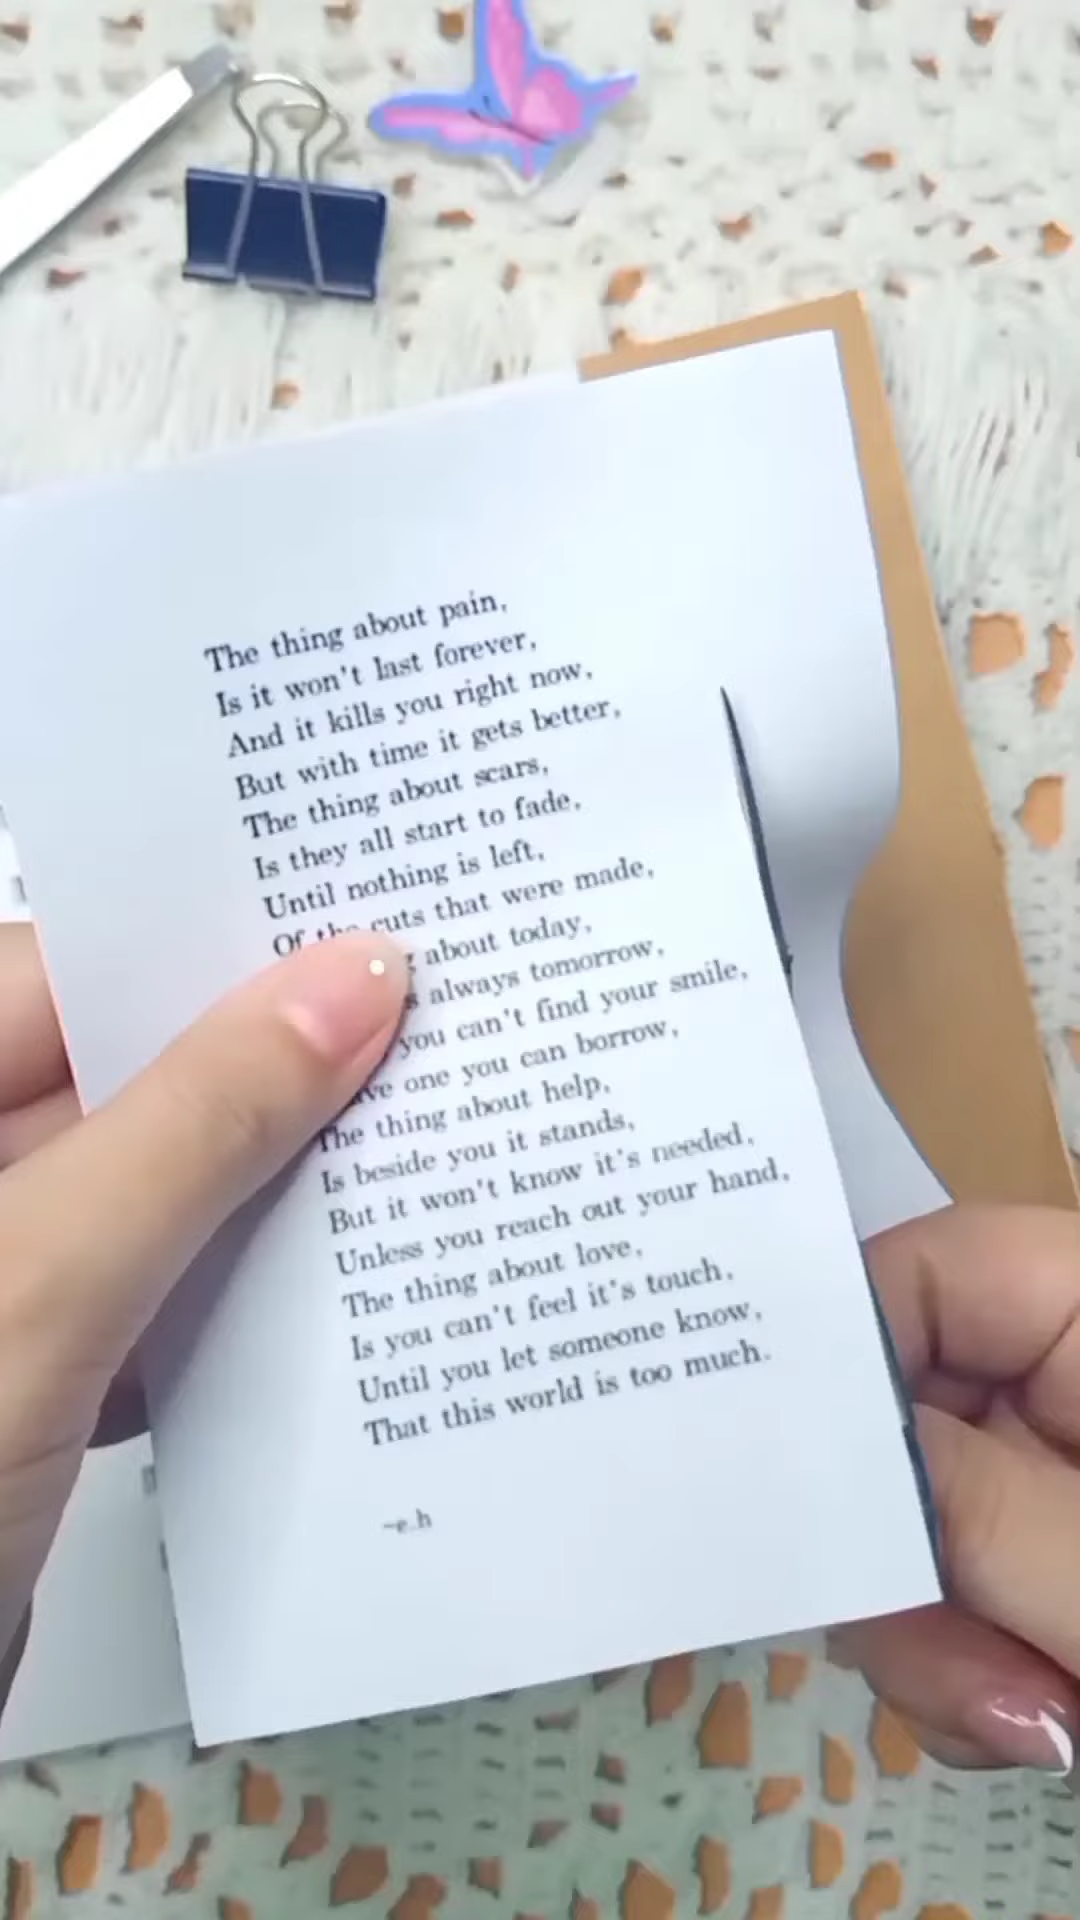 The thing about pain,
Is it won't last forever,
And it kills you right now,
But with time it gets better,
The thing about scars,
Is they all start to fade,
Until nothing is left,
Of the cuts that were made,
about today,
always tomorrow,
you can't find your smile,
one you can borrow,
The thing about help,
Is beside you it stands,
But it won't know it's needed,
Unless you reach out your hand,
The thing about love,
Is you can't feel it's touch,
Until you let someone know,
That this world is too much.
~e.h